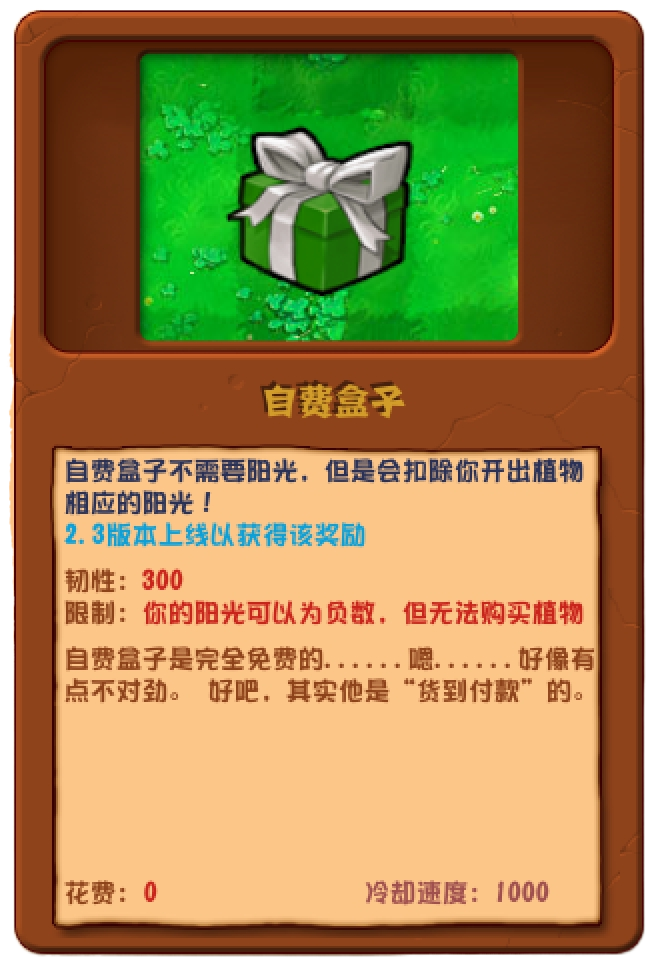 自费盒子
自费盒子不需要阳光，但是会扣除你开出植物
相应的阳光！
2.3版本上线以获得该奖励
韧性：300
限制：你的阳光可以为负数，但无法购买植物
自费盒子是完全免费的......嗯......好像有
点不对劲。 好吧，其实他是“货到付款”的。
花费：0 冷却速度：1000